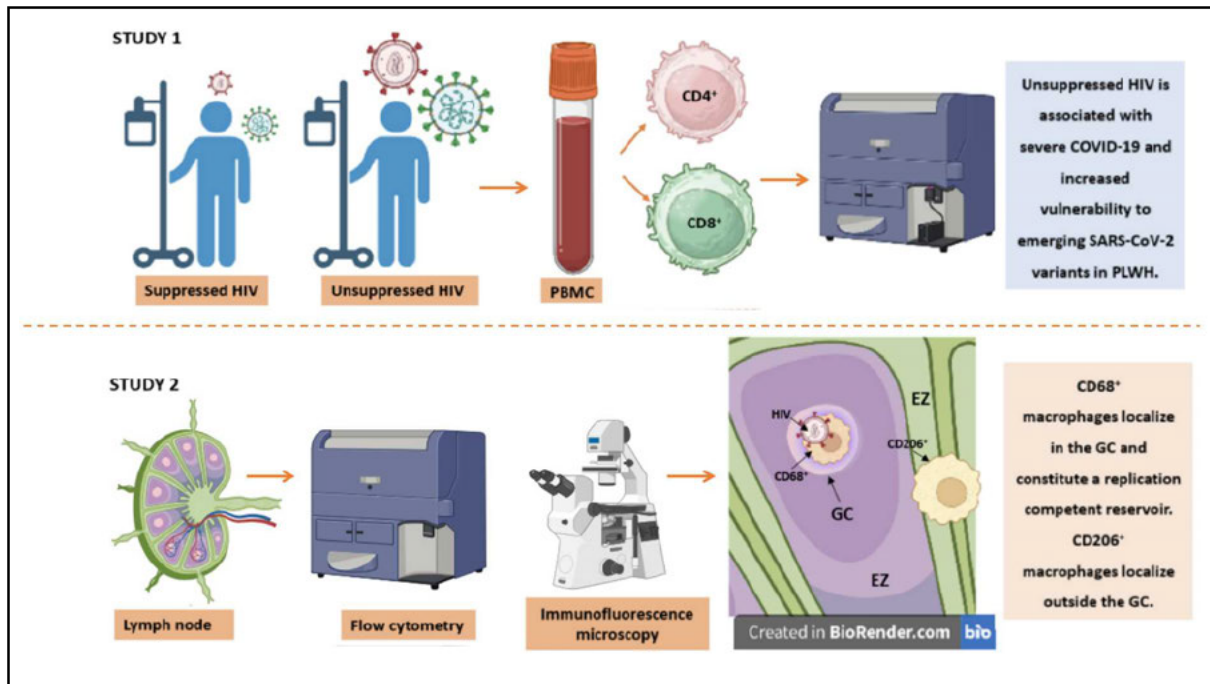 STUDY 1
CD4⁺
CD8⁺
Suppressed HIV
Unsuppressed HIV
PBMC
Unsuppressed HIV is
associated with
severe COVID-19 and
increased
vulnerability to
emerging SARS-CoV-2
variants in PLWH.
STUDY 2
Lymph node
Flow cytometry
Immunofluorescence
microscopy
HIV
CD68⁺
GC
EZ
CD206⁺
EZ
Created in BioRender.com bio
CD68⁺
macrophages localize
in the GC and
constitute a replication
competent reservoir.
CD206⁺
macrophages localize
outside the GC.